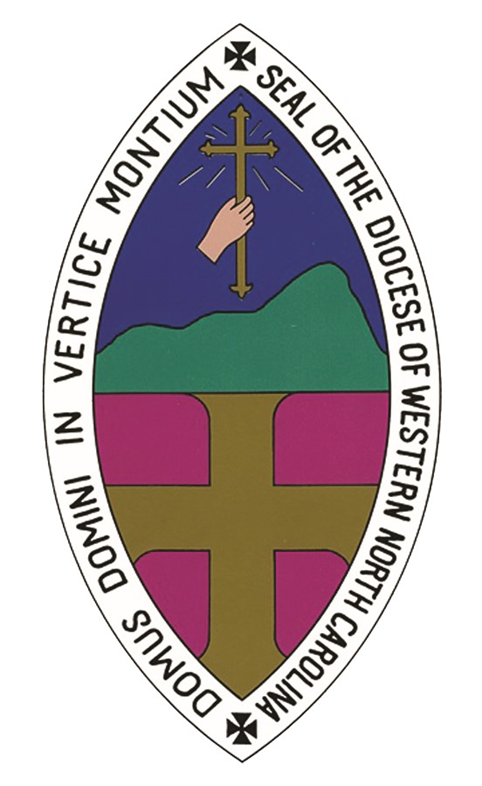 DOMUS DOMINI IN VERTICE MONTIUM
SEAL OF THE DIOCESE OF WESTERN NORTH CAROLINA